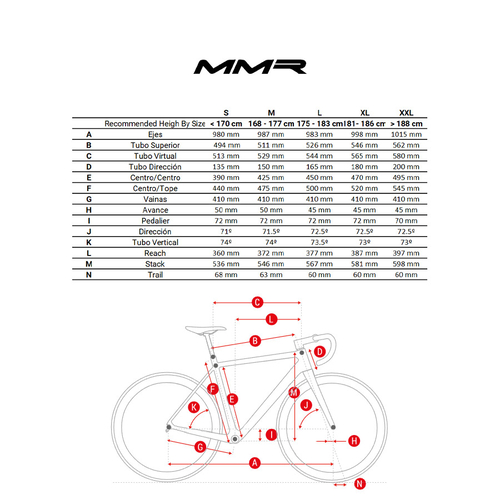 MMR
S M L XL XXL
Recommended Heigh By Size < 170 cm 168 - 177 cm 175 - 183 cm 181- 186 cm > 188 cm
A Ejes 980 mm 987 mm 983 mm 998 mm 1015 mm
B Tubo Superior 494 mm 511 mm 526 mm 546 mm 562 mm
C Tubo Virtual 513 mm 529 mm 544 mm 565 mm 580 mm
D Tubo Dirección 135 mm 150 mm 165 mm 180 mm 200 mm
E Centro/Centro 390 mm 425 mm 450 mm 470 mm 495 mm
F Centro/Tope 440 mm 475 mm 500 mm 520 mm 545 mm
G Vainas 410 mm 410 mm 410 mm 410 mm 410 mm
H Avance 50 mm 50 mm 45 mm 45 mm 45 mm
I Pedalier 72 mm 72 mm 72 mm 72 mm 70 mm
J Dirección 71º 71.5º 72.5º 72.5º 72.5º
K Tubo Vertical 74º 74º 73.5º 73º 73º
L Reach 360 mm 372 mm 377 mm 387 mm 397 mm
M Stack 536 mm 546 mm 567 mm 581 mm 598 mm
N Trail 68 mm 63 mm 60 mm 60 mm 60 mm
C
L
B
D
F
M
E
K
J
I
H
G
A
N